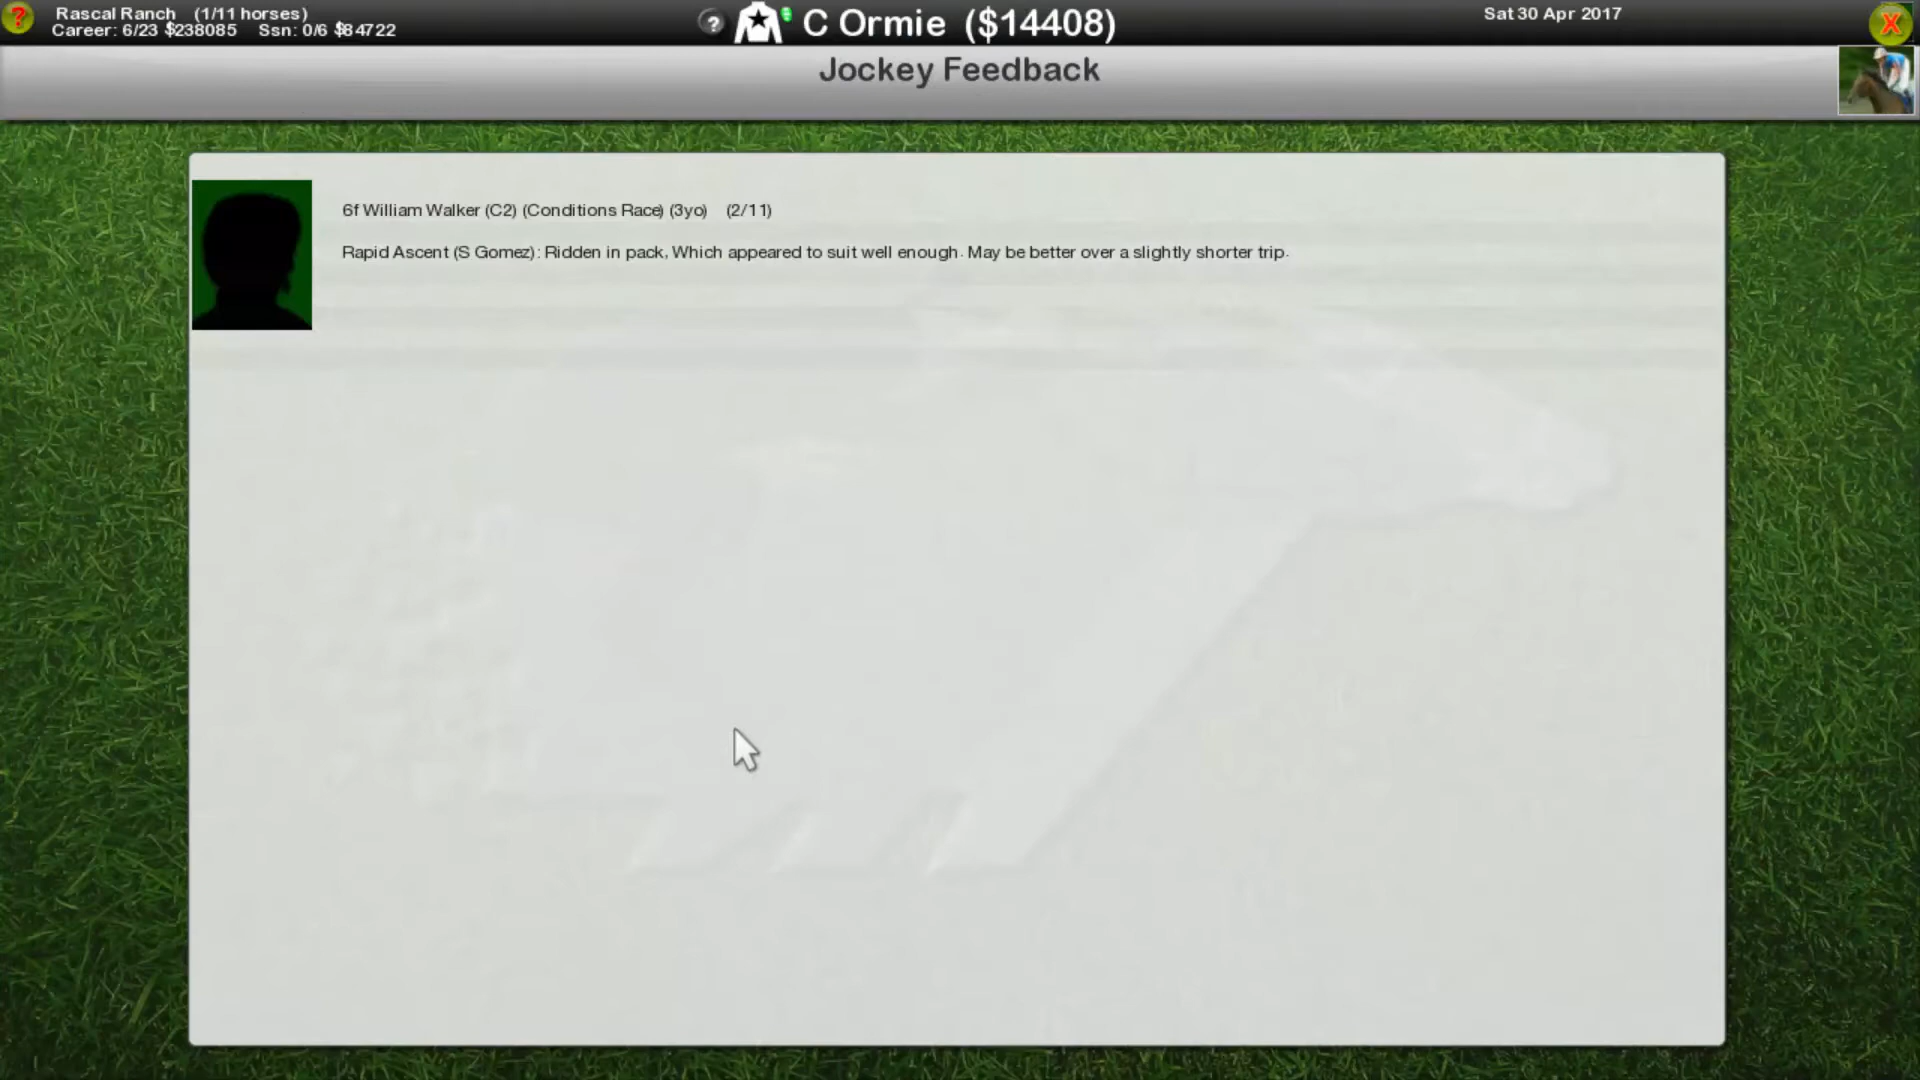 Rascal Ranch (1/11 horses)
Career: 6/23 $238085 Ssn: 0/6 $84722
? C Ormie ($14408)
Sat 30 Apr 2017
? X
Jockey Feedback
6f William Walker (C2) (Conditions Race) (3yo) (2/11)
Rapid Ascent (S Gomez): Ridden in pack, Which appeared to suit well enough. May be better over a slightly shorter trip.